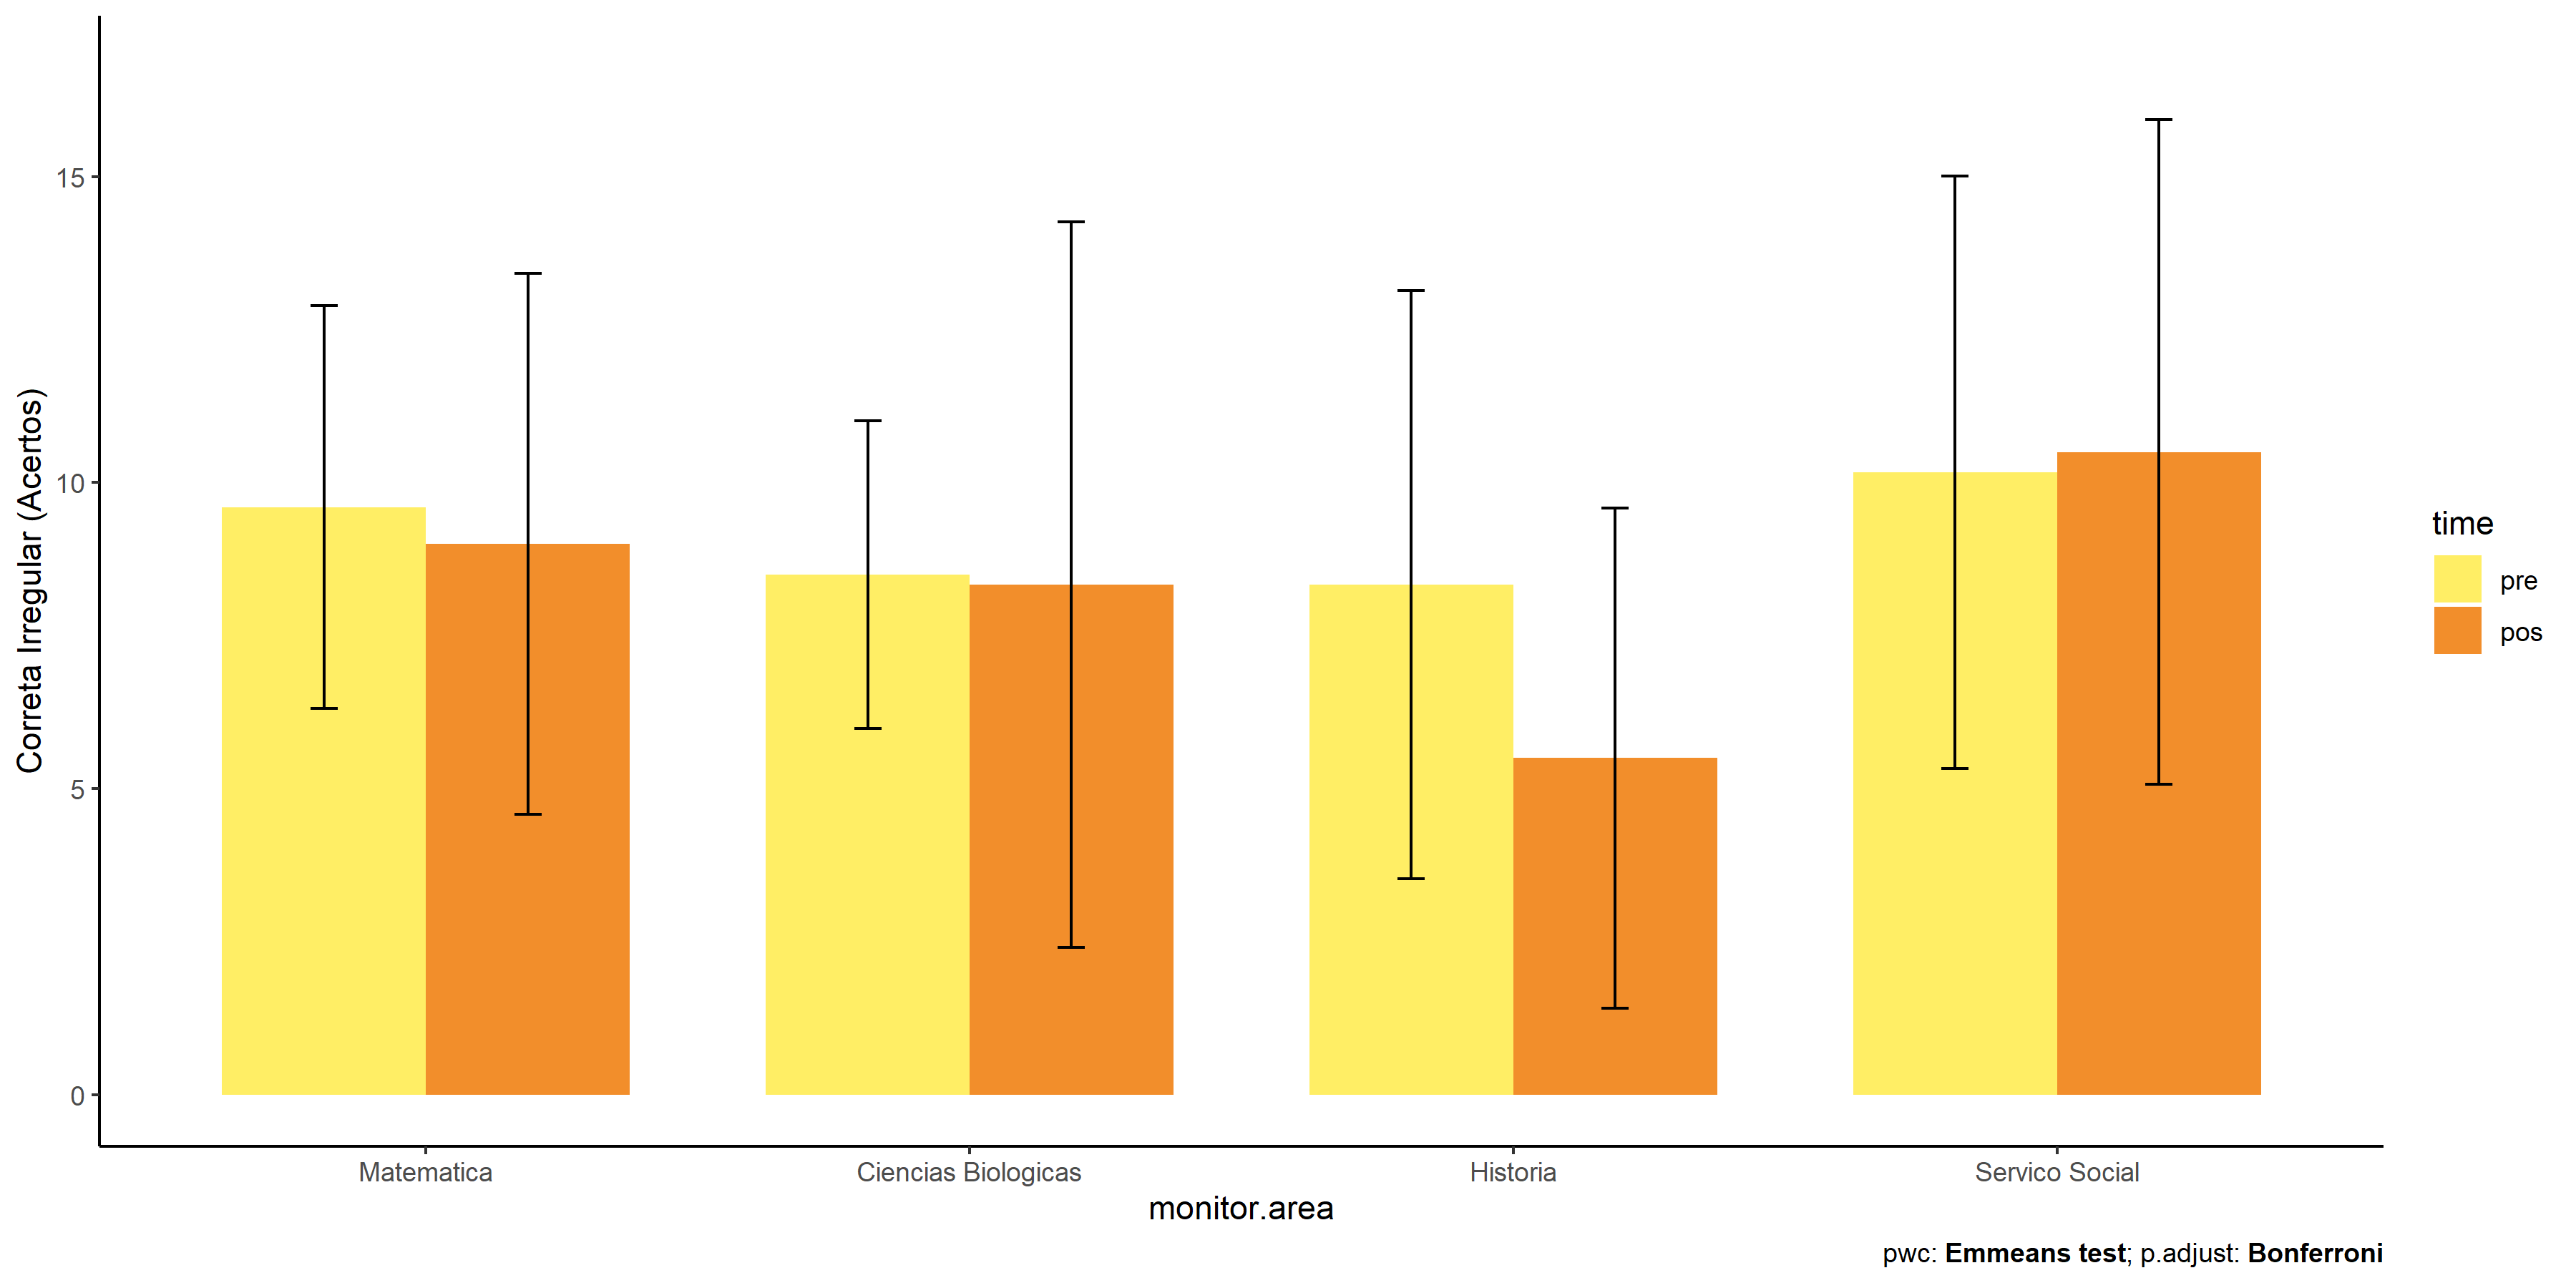 Correta Irregular (Acertos)
15
10
5
0
Matematica
Ciencias Biologicas
Historia
Servico Social
monitor.area
time
pre
pos
pwc: Emmeans test; p.adjust: Bonferroni